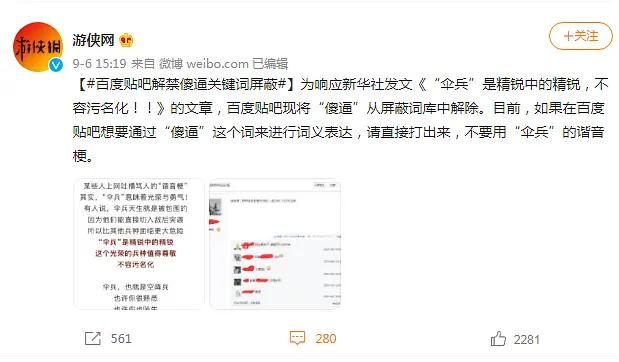 游侠网
+关注
9-6 15:19 来自 微博 weibo.com 已编辑
【#百度贴吧解禁傻逼关键词屏蔽#】为响应新华社发文《“伞兵”是精锐中的精锐,不
容污名化!!》的文章,百度贴吧现将“傻逼”从屏蔽词库中解除。目前,如果在百度
贴吧想要通过“傻逼”这个词来进行词义表达,请直接打出来,不要用“伞兵”的谐音
梗。
某些人上网吐槽骂人的“谐音梗”
其实,“伞兵”意味着光荣与勇气!
有人说,伞兵天生就是被包围的
因为他们能直接切入敌后突袭
所以比其他兵种面临更大危险
“伞兵”是精锐中的精锐
这个光荣的兵种值得尊敬
不容污名化
伞兵,也就是空降兵
也许你很熟悉
561
280
2281